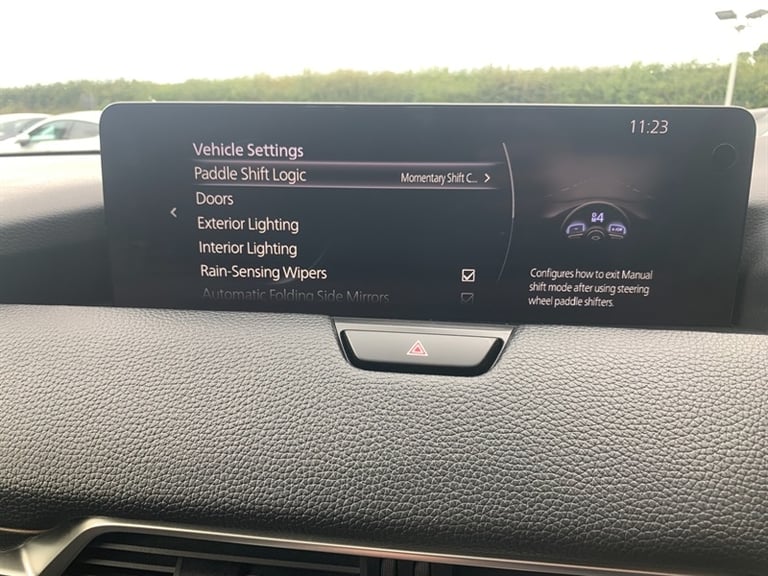 11:23
Vehicle Settings
Paddle Shift Logic Momentary Shift C...
Doors
Exterior Lighting
Interior Lighting
Rain-Sensing Wipers
Automatic Folding Side Mirrors
Configures how to exit Manual
shift mode after using steering
wheel paddle shifters.